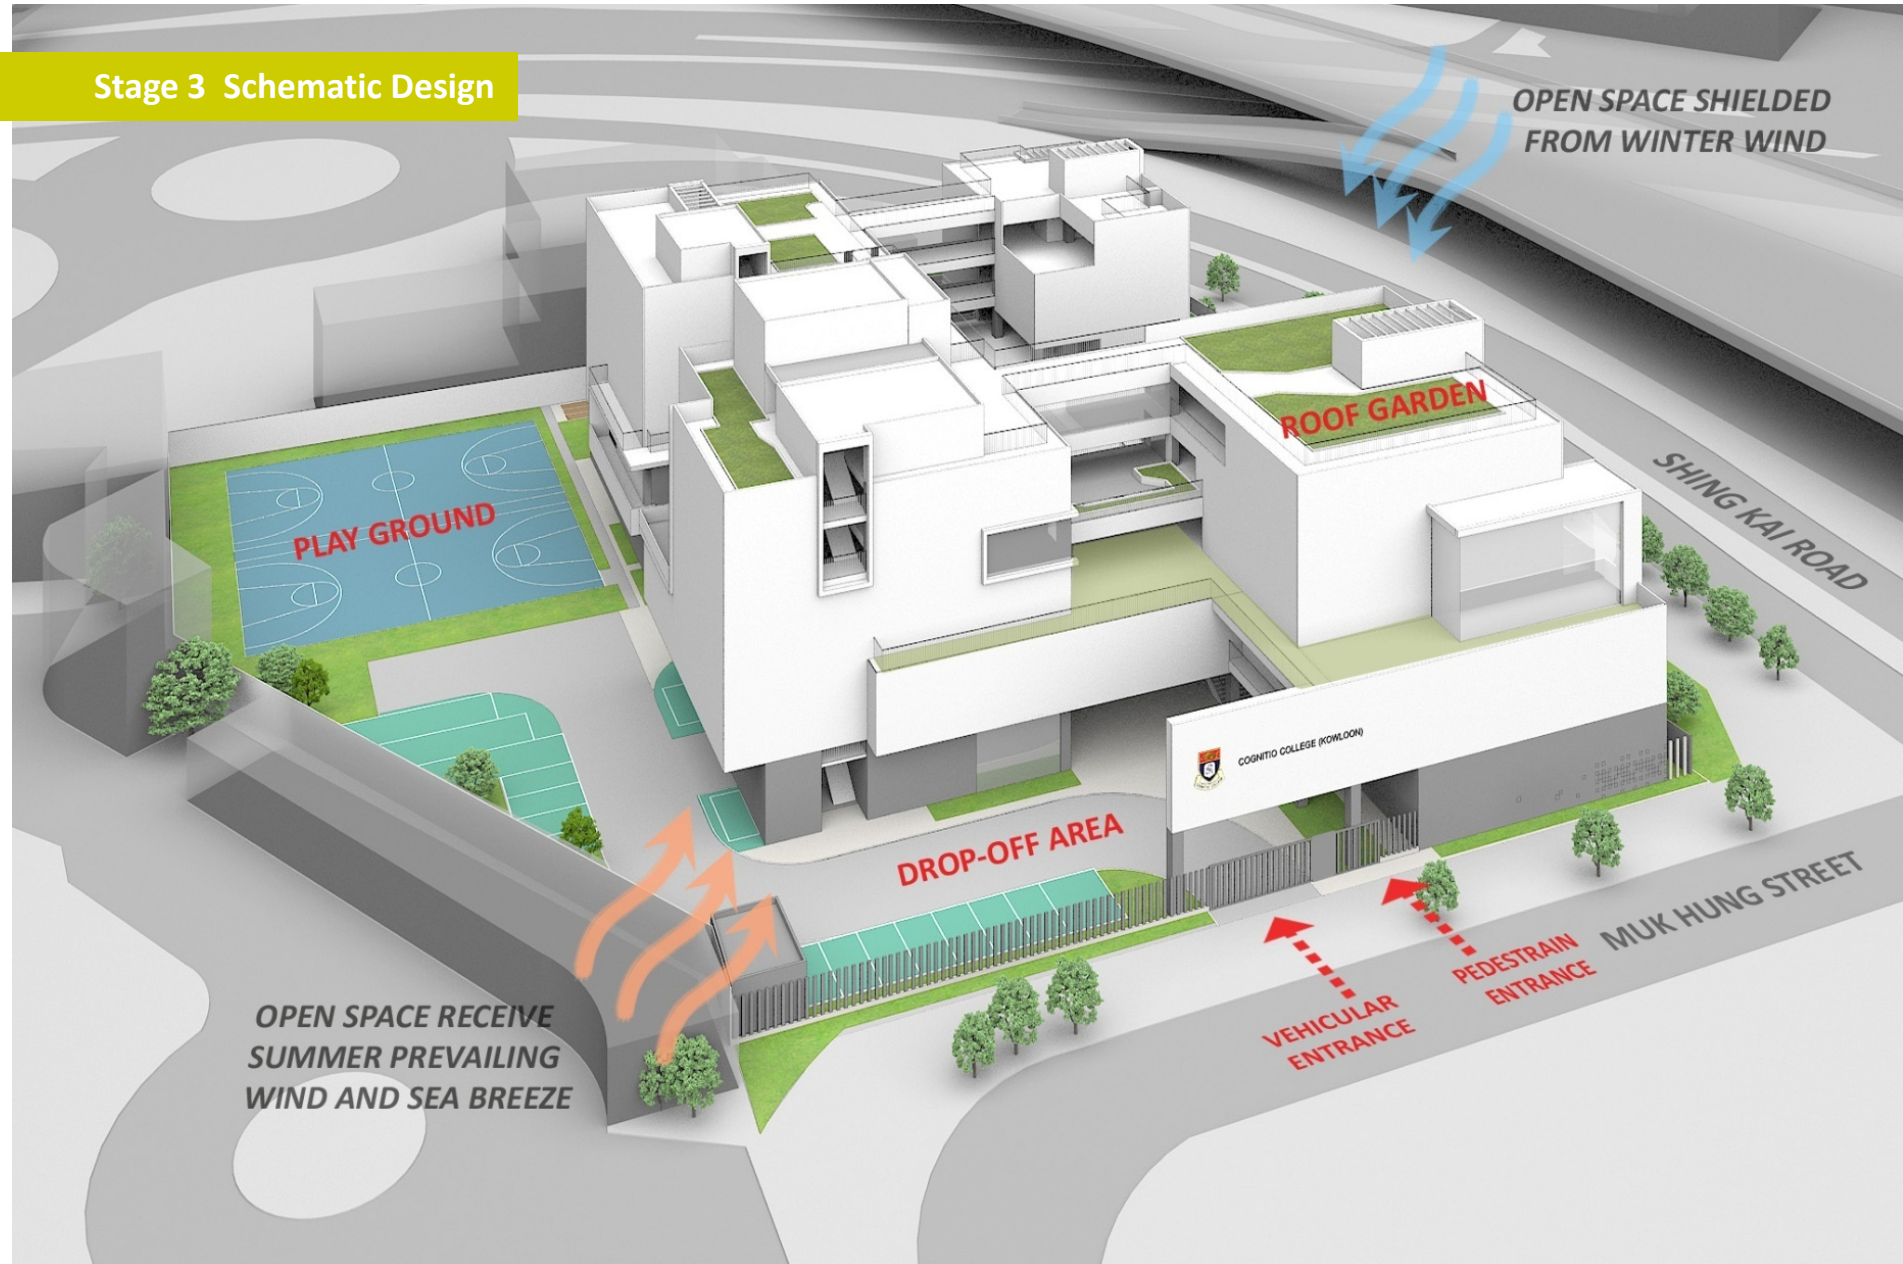 Stage 3 Schematic Design
OPEN SPACE SHIELDED
FROM WINTER WIND
ROOF GARDEN
SHING KAI ROAD
PLAY GROUND
COGNITIO COLLEGE (KOWLOON)
DROP-OFF AREA
MUK HUNG STREET
PEDESTRAIN
ENTRANCE
VEHICULAR
ENTRANCE
OPEN SPACE RECEIVE
SUMMER PREVAILING
WIND AND SEA BREEZE